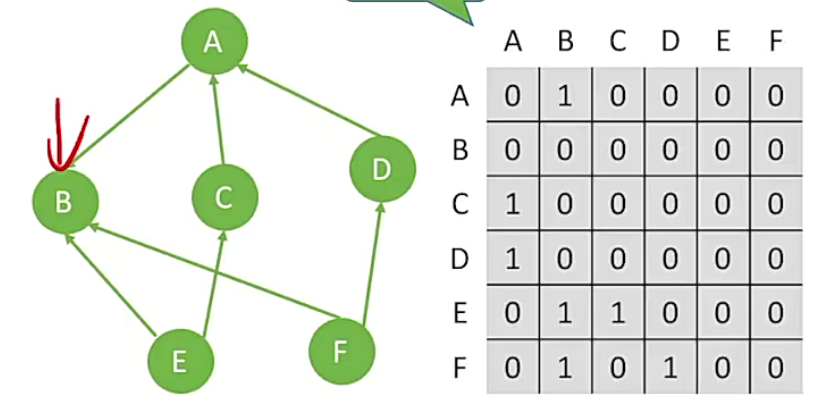 A
B
C
D
E
F
A B C D E F
A 0 1 0 0 0 0
B 0 0 0 0 0 0
C 1 0 0 0 0 0
D 1 0 0 0 0 0
E 0 1 1 0 0 0
F 0 1 0 1 0 0